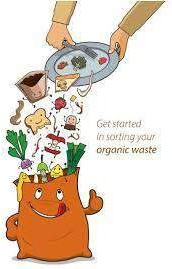 Get started
in sorting your
organic waste